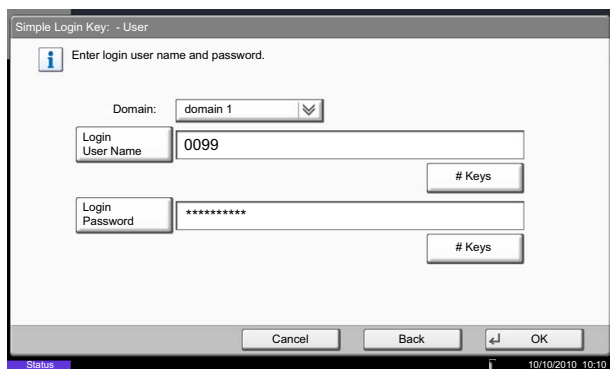 Simple Login Key:  - User
Enter login user name and password.
Domain: domain 1
Login
User Name
0099
# Keys
Login
Password
**********
# Keys
Cancel Back OK
Status 10/10/2010 10:10